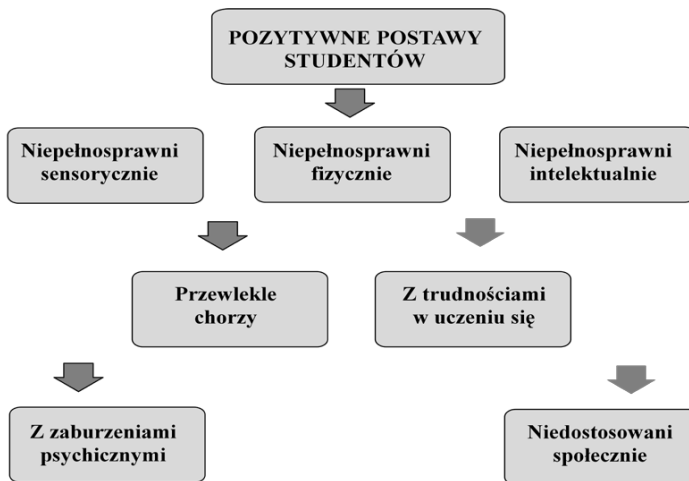 POZYTYWNE POSTAWY
STUDENTÓW
Niepełnosprawni
sensorycznie
Niepełnosprawni
fizycznie
Niepełnosprawni
intelektualnie
Przewlekle
chorzy
Z trudnościami
w uczeniu się
Z zaburzeniami
psychicznymi
Niedostosowani
społecznie